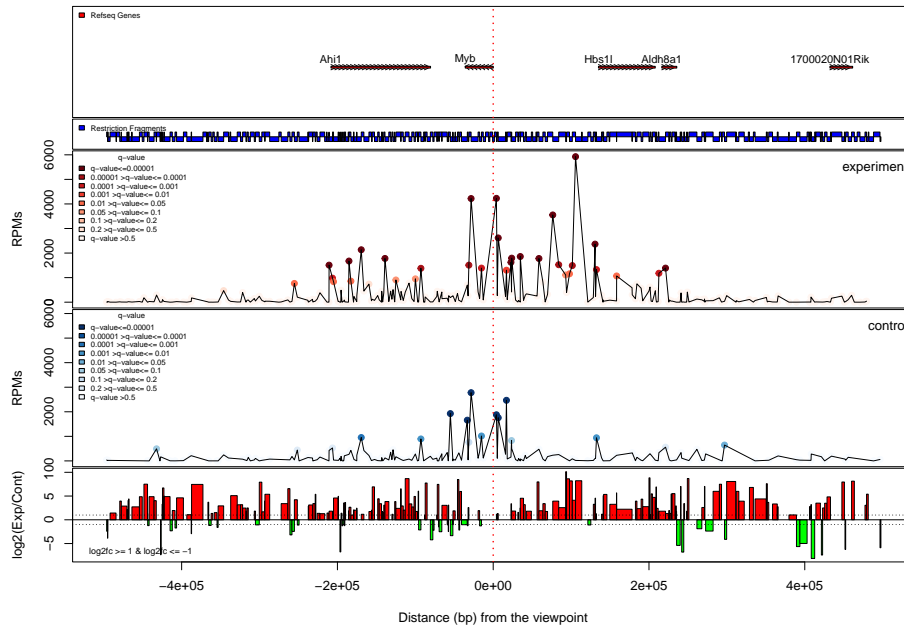 Refseq Genes
Ahi1
Myb
Hbs1l
Aldh8a1
1700020N01Rik
Restriction Fragments
q−value
experimen
q−value<=0.00001
0.00001 >q−value<= 0.0001
0.0001 >q−value<= 0.001
0.001 >q−value<= 0.01
0.01 >q−value<= 0.05
0.05 >q−value<= 0.1
0.1 >q−value<= 0.2
0.2 >q−value<= 0.5
q−value >0.5
RPMs
0
2000
4000
6000
q−value
contro
q−value<=0.00001
0.00001 >q−value<= 0.0001
0.0001 >q−value<= 0.001
0.001 >q−value<= 0.01
0.01 >q−value<= 0.05
0.05 >q−value<= 0.1
0.1 >q−value<= 0.2
0.2 >q−value<= 0.5
q−value >0.5
RPMs
0
2000
4000
6000
log2(Exp/Cont)
−5
0
5
10
log2fc >= 1 & log2fc <= −1
−4e+05
−2e+05
0e+00
2e+05
4e+05
Distance (bp) from the viewpoint